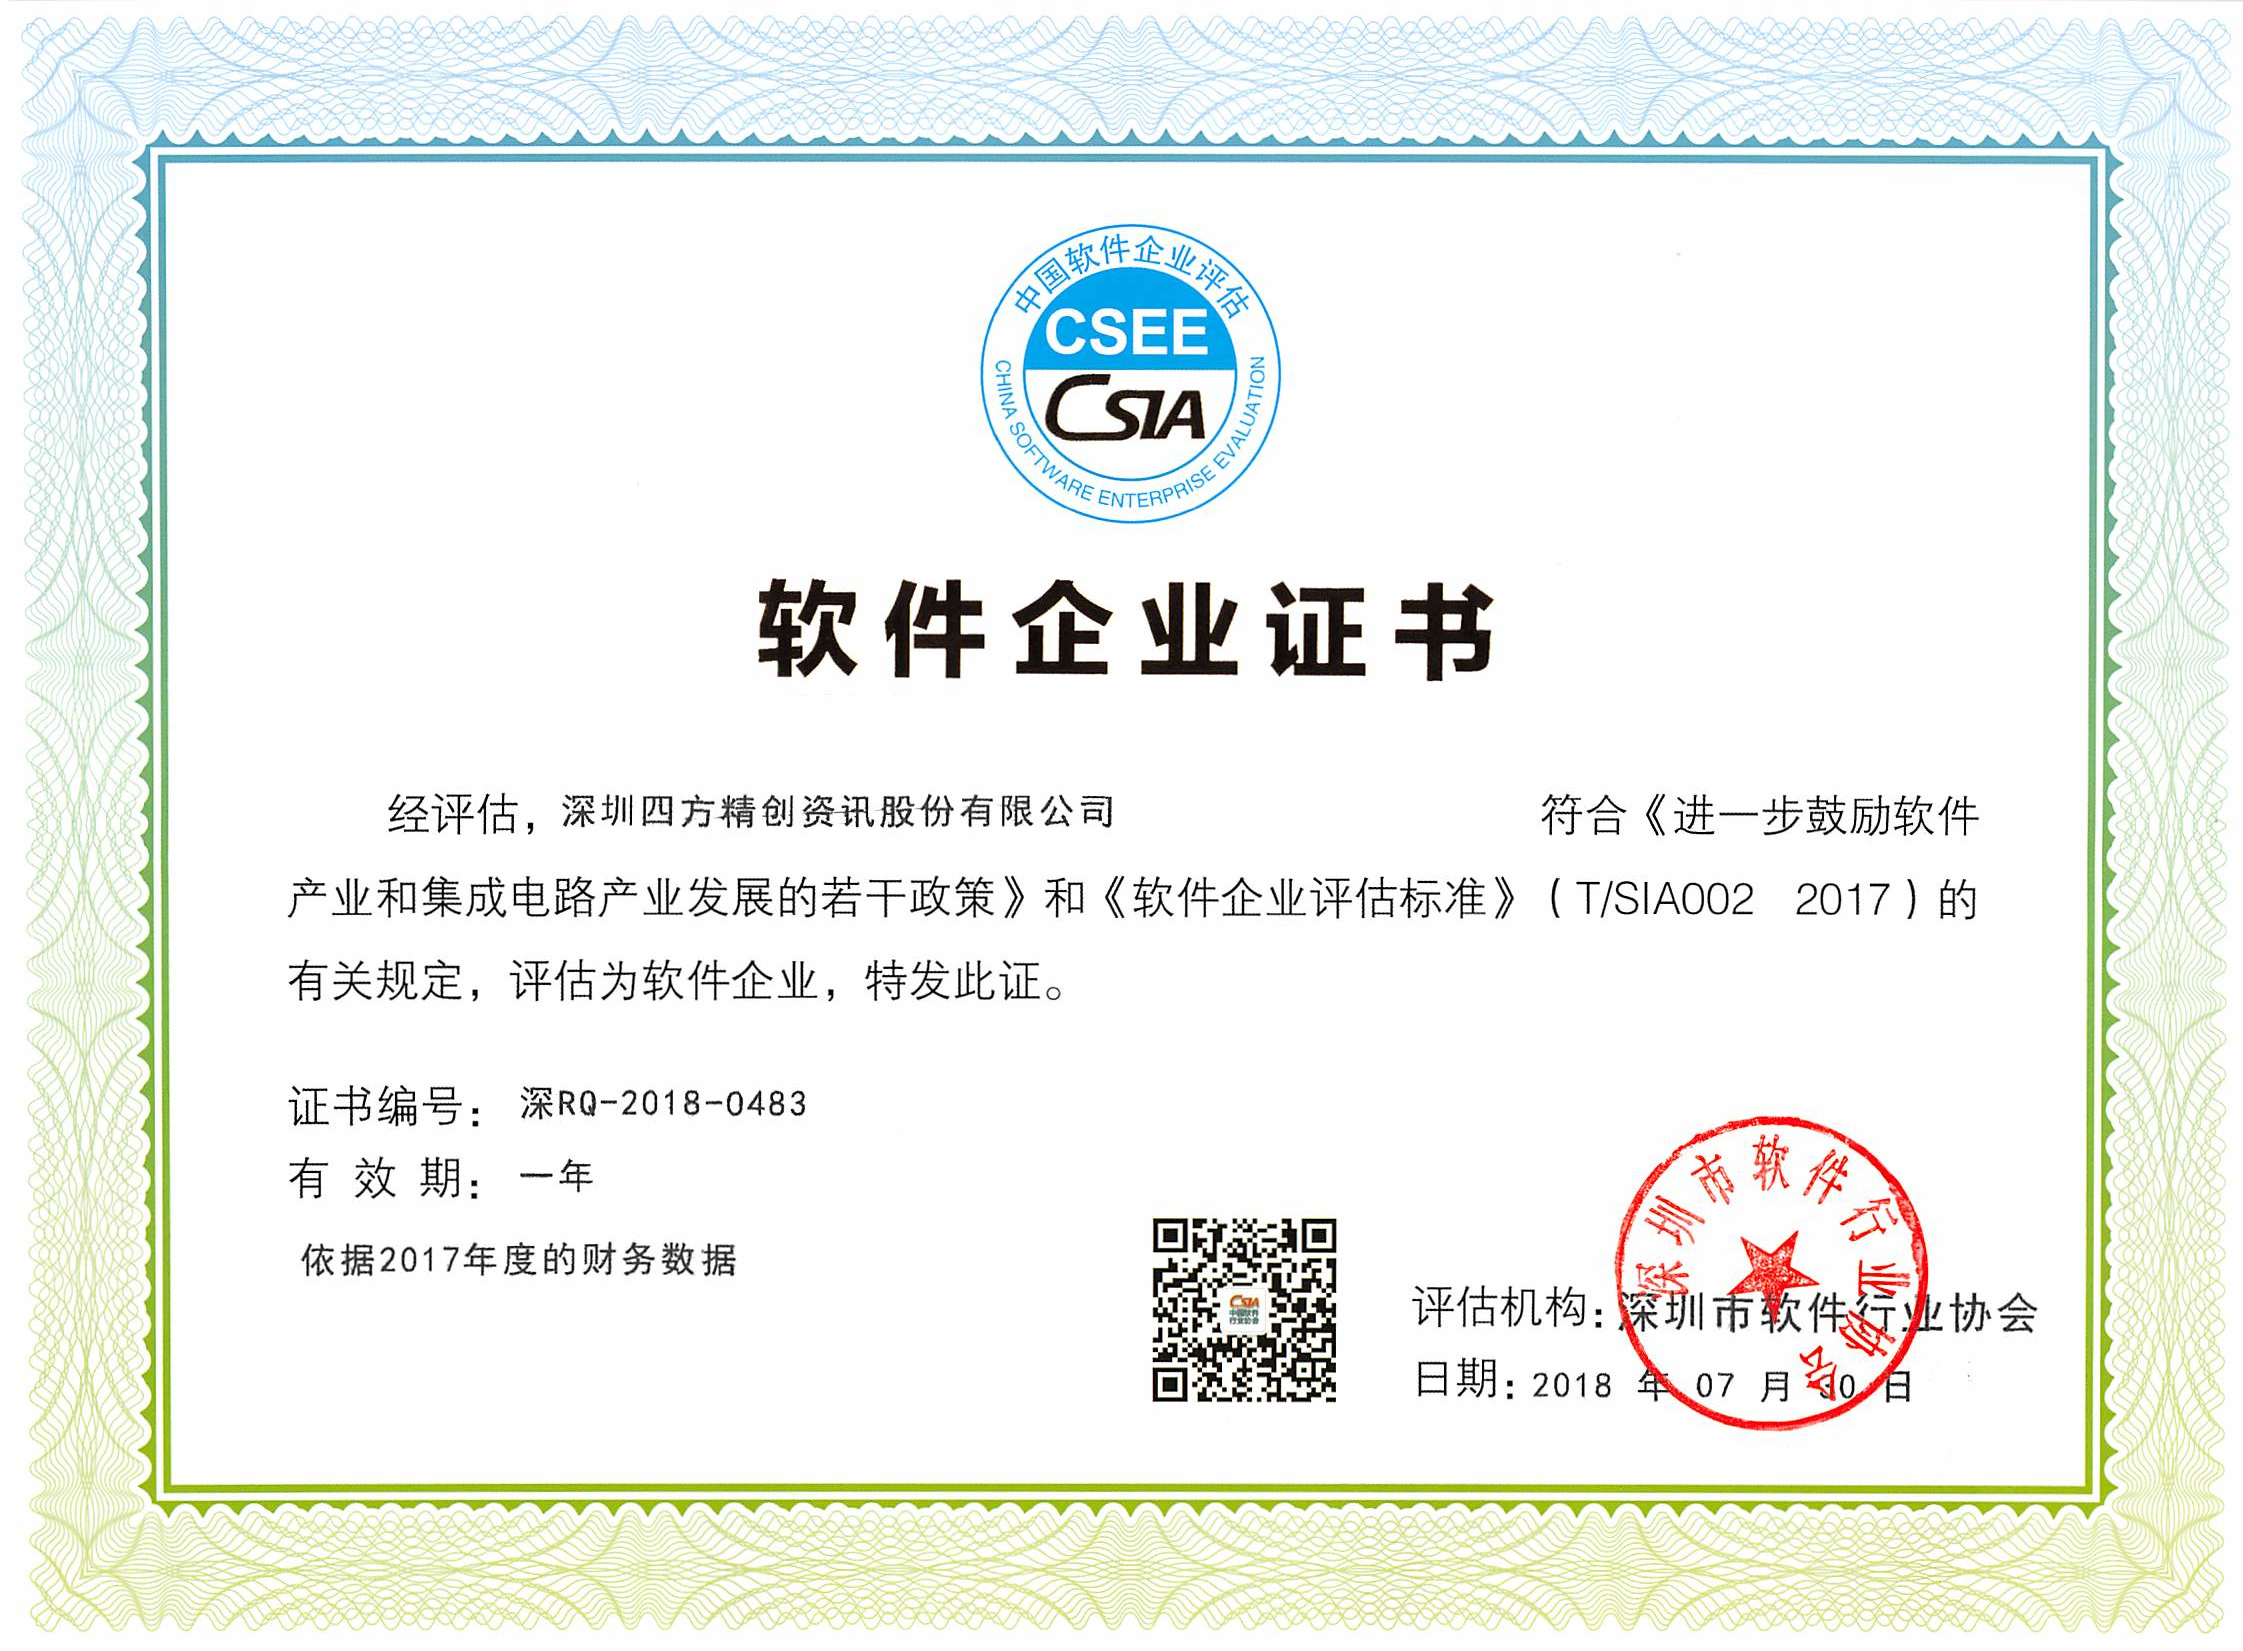 中国软件企业评估
CSEE
CSIA
CHINA SOFTWARE ENTERPRISE EVALUATION
软件企业证书
经评估，深圳四方精创资讯股份有限公司 符合《进一步鼓励软件
产业和集成电路产业发展的若干政策》和《软件企业评估标准》（T/SIA002 2017）的
有关规定，评估为软件企业，特发此证。
证书编号： 深RQ-2018-0483
有 效 期： 一年
依据2017年度的财务数据
CSIA
中国软件
行业协会
深圳市软件行业协会
评估机构：深圳市软件行业协会
日期：2018 年 07 月 30 日